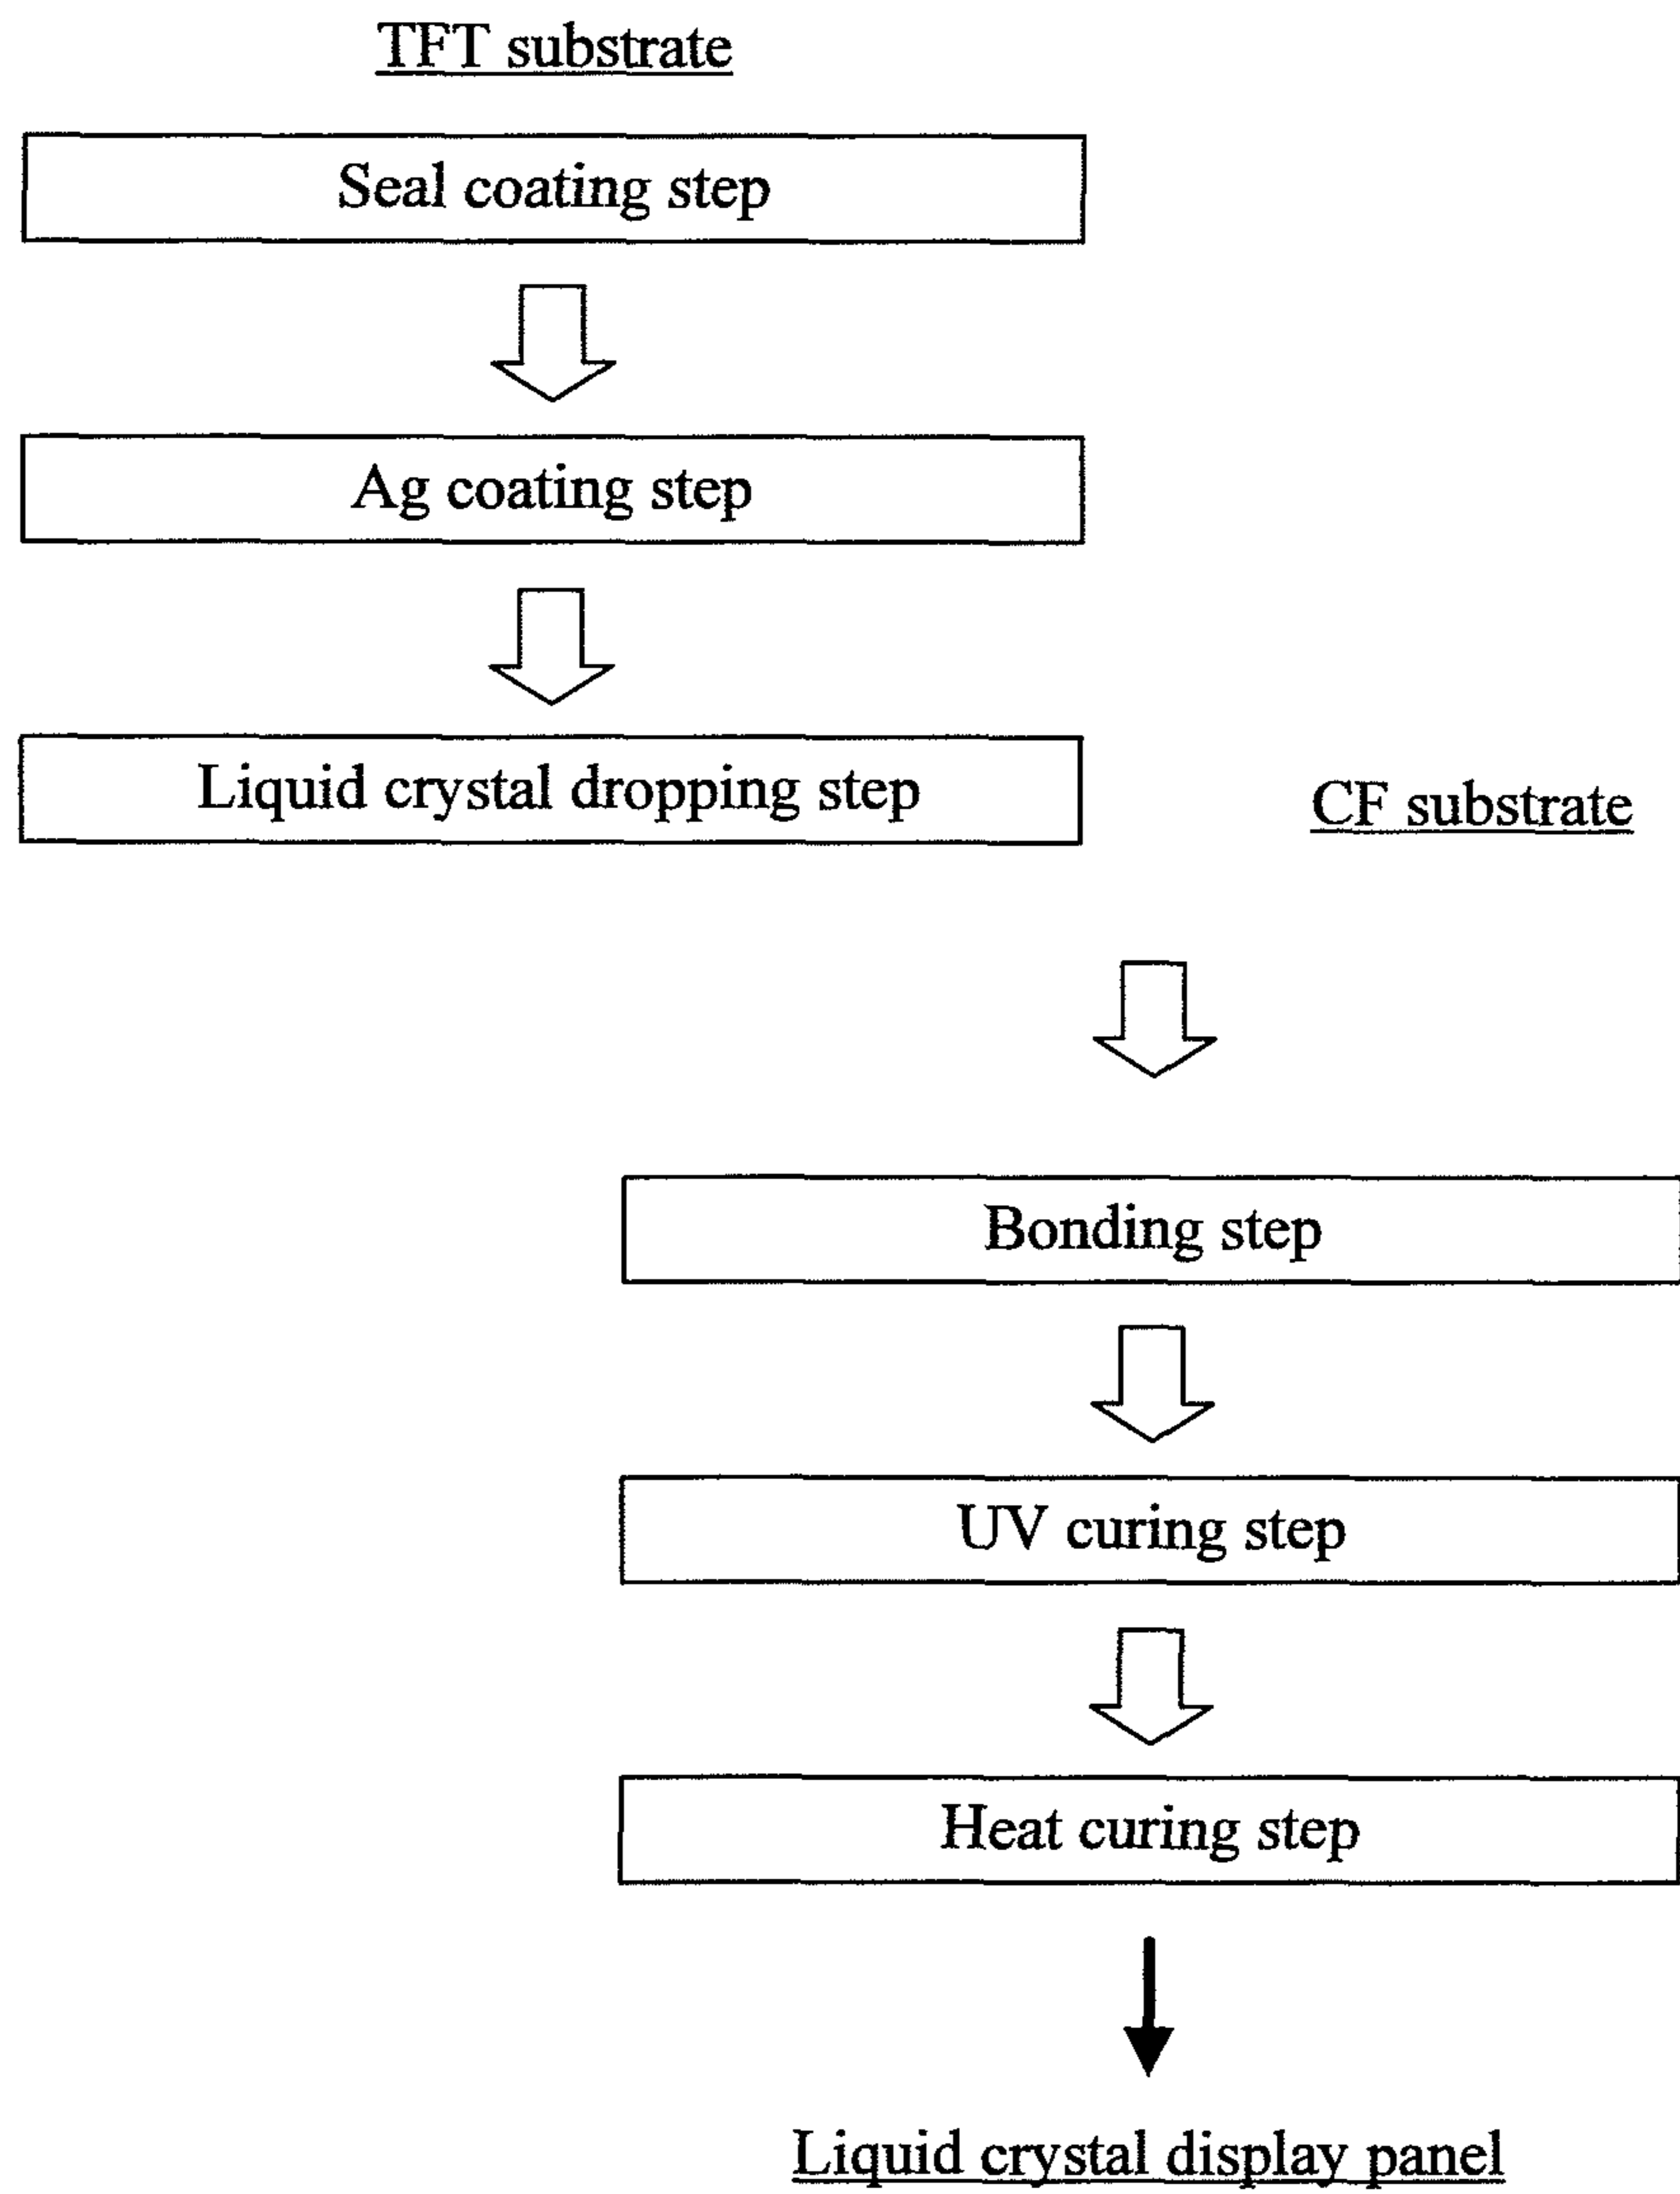 TFT substrate
Seal coating step
Ag coating step
Liquid crystal dropping step
CF substrate
Bonding step
UV curing step
Heat curing step
Liquid crystal display panel